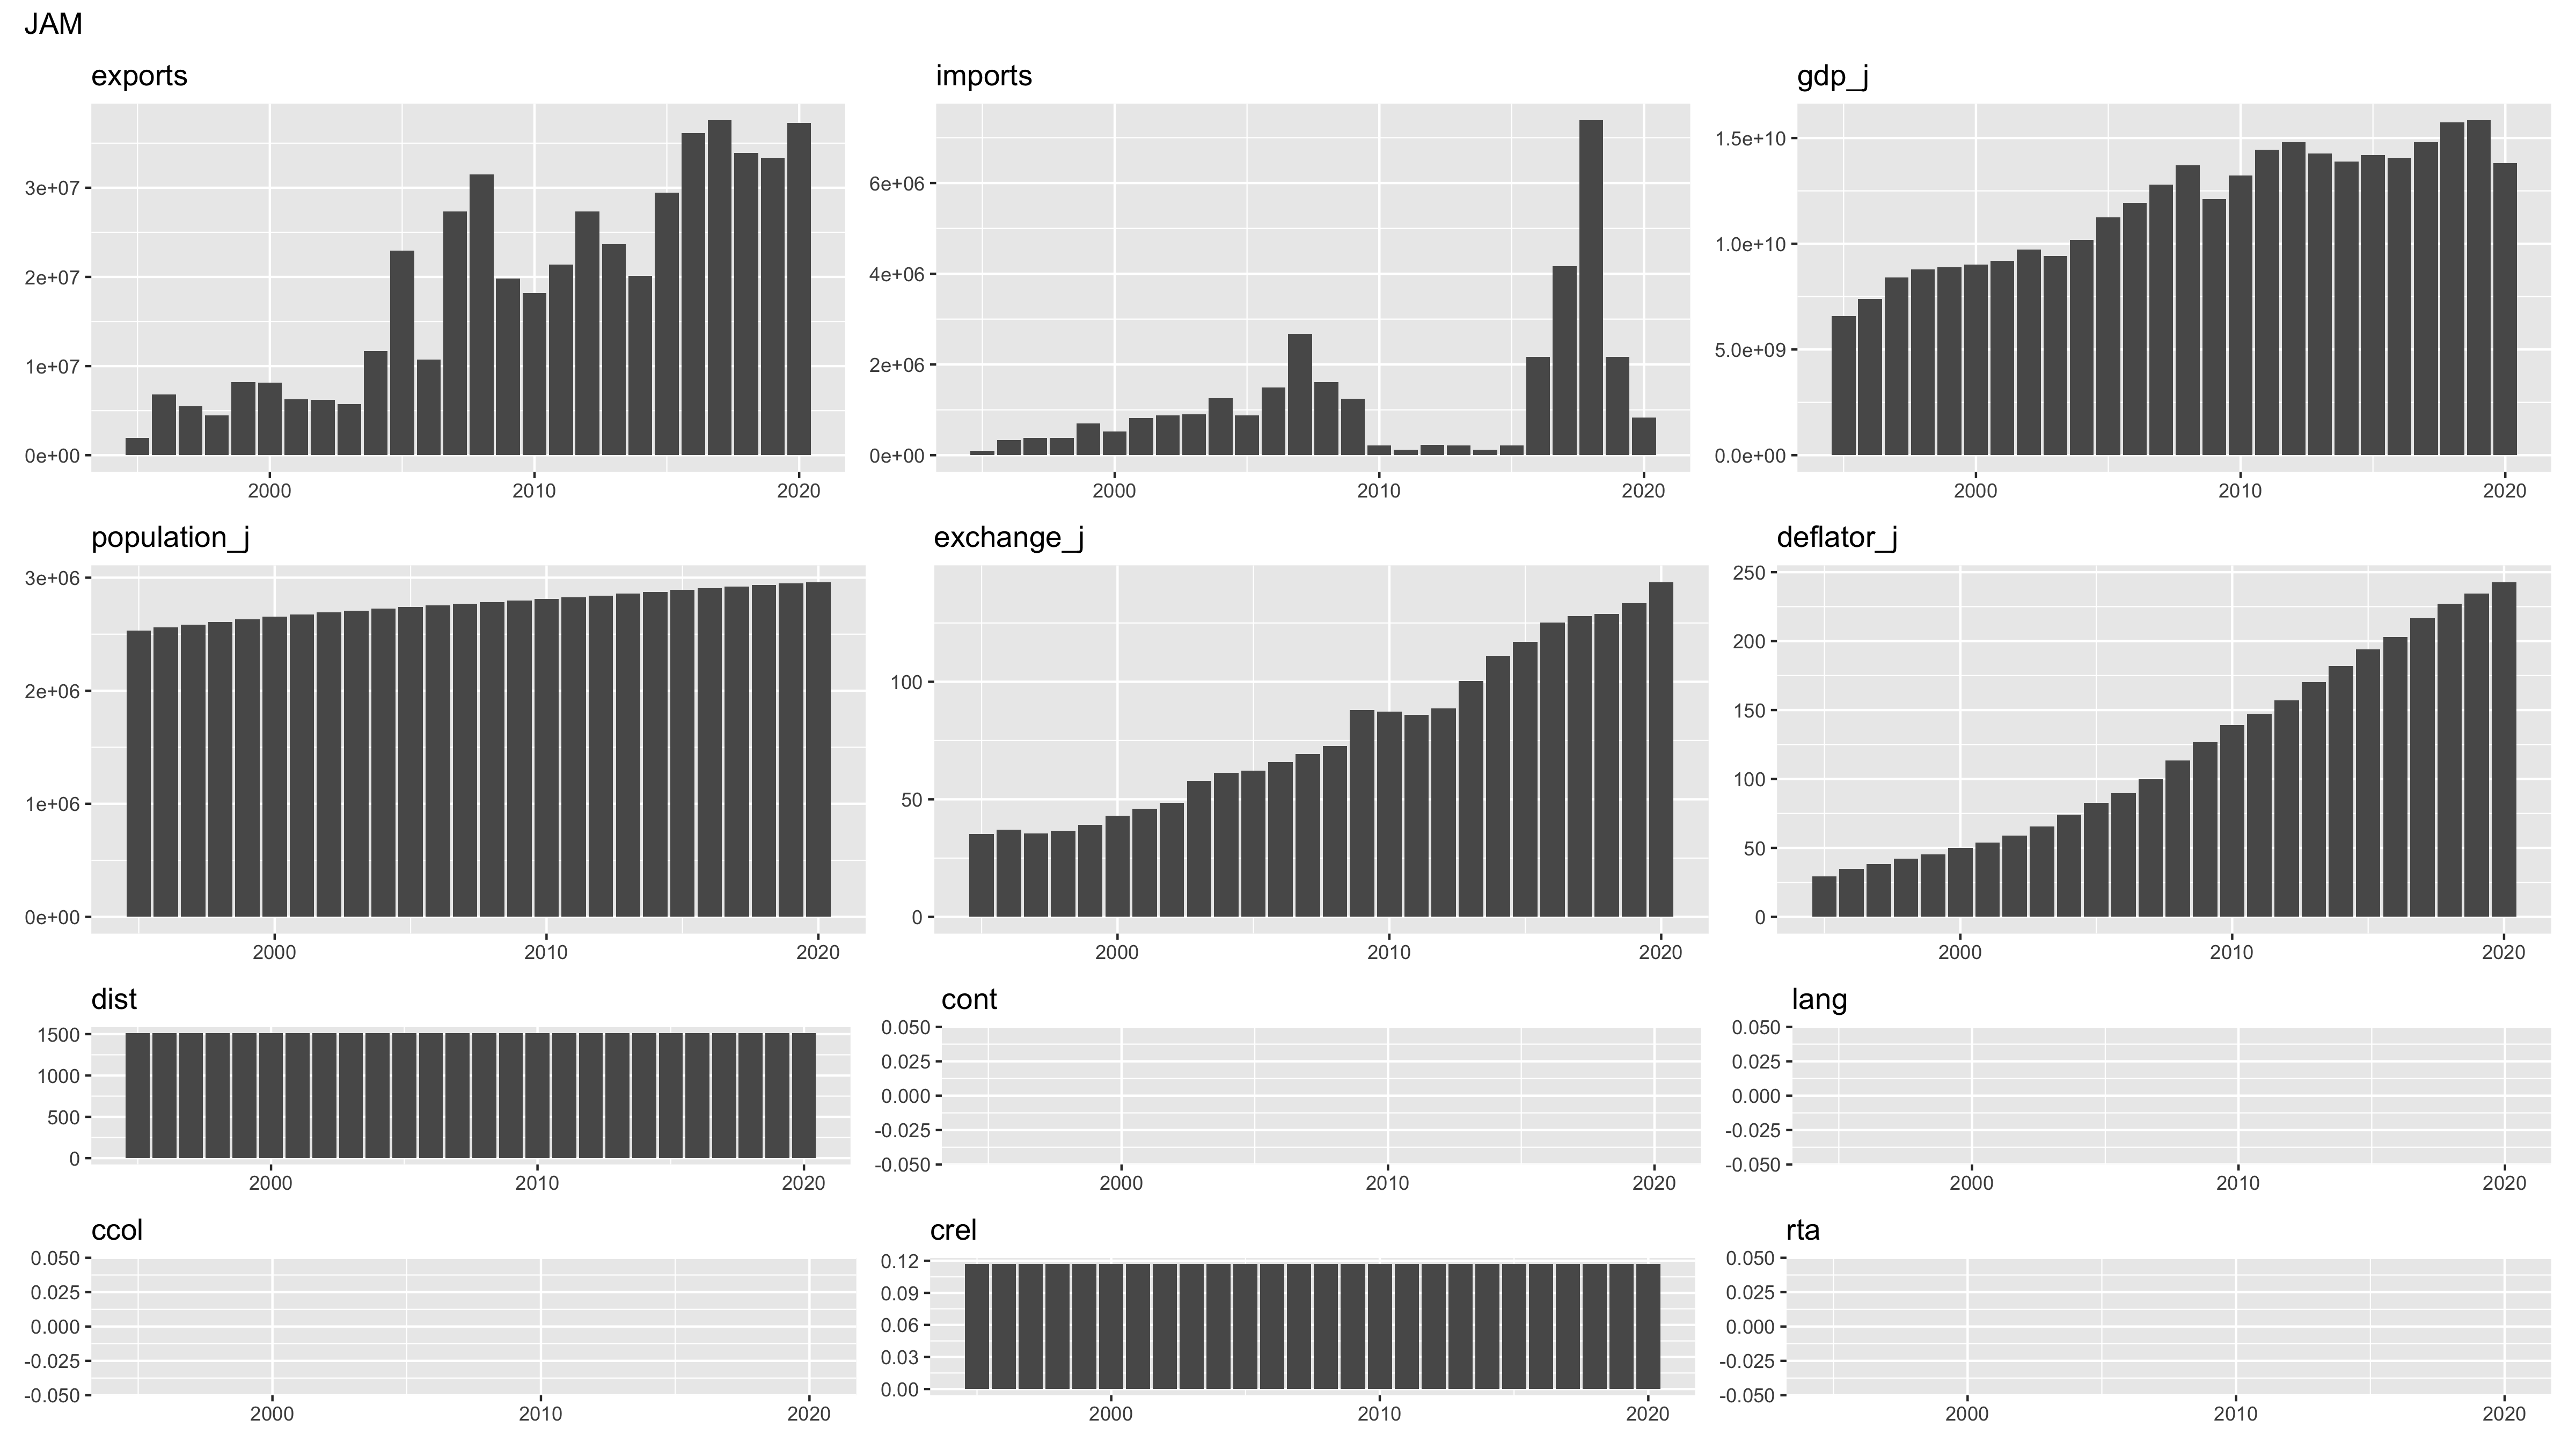 JAM
exports imports gdp_j
3e+07 2e+07 1e+07 0e+00
2000 2010 2020
6e+06 4e+06 2e+06 0e+00
2000 2010 2020
1.5e+10 1.0e+10 5.0e+09 0.0e+00
2000 2010 2020
population_j exchange_j deflator_j
3e+06 2e+06 1e+06 0e+00
2000 2010 2020
100 50 0
2000 2010 2020
250 200 150 100 50 0
2000 2010 2020
dist cont lang
1500 1000 500 0
2000 2010 2020
0.050 0.025 0.000 -0.025 -0.050
2000 2010 2020
0.050 0.025 0.000 -0.025 -0.050
2000 2010 2020
ccol crel rta
0.050 0.025 0.000 -0.025 -0.050
2000 2010 2020
0.12 0.09 0.06 0.03 0.00
2000 2010 2020
0.050 0.025 0.000 -0.025 -0.050
2000 2010 2020